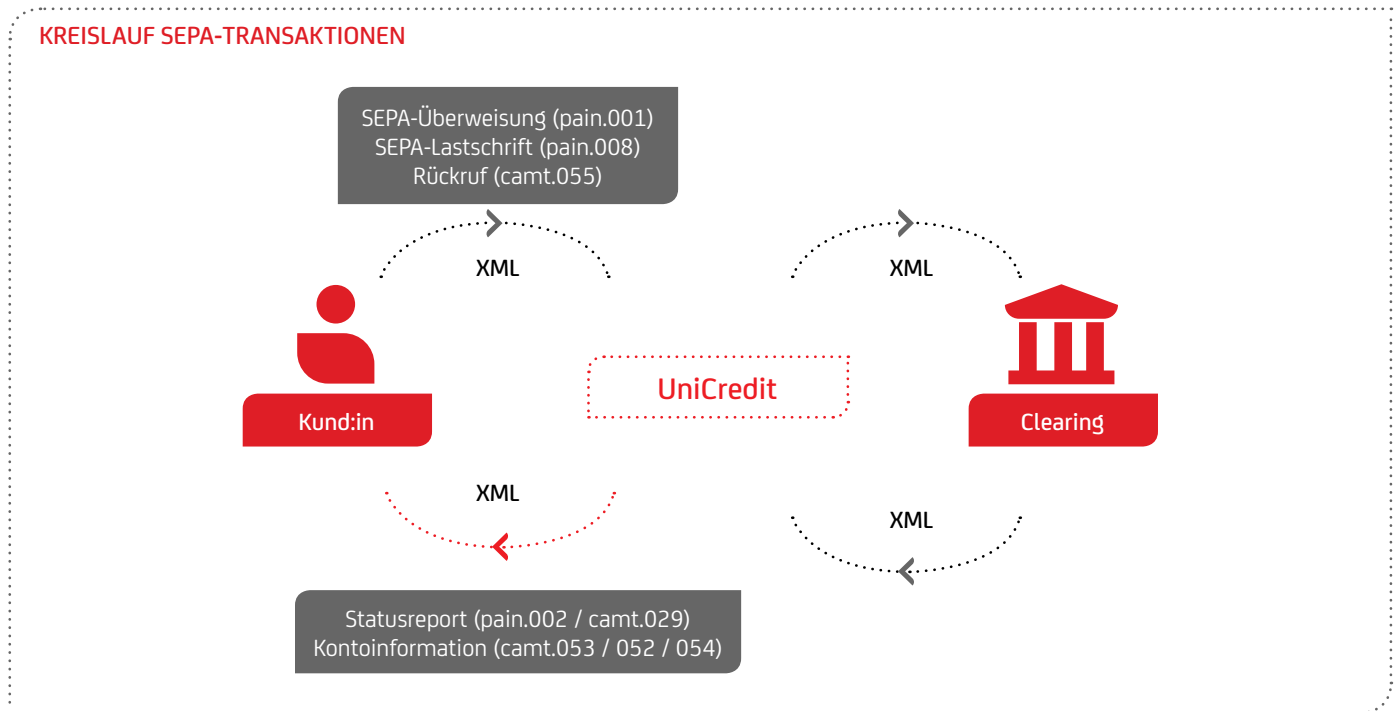 KREISLAUF SEPA-TRANSAKTIONEN
SEPA-Überweisung (pain.001)
SEPA-Lastschrift (pain.008)
Rückruf (camt.055)
XML
XML
UniCredit
Kund:in
Clearing
XML
XML
Statusreport (pain.002 / camt.029)
Kontoinformation (camt.053 / 052 / 054)